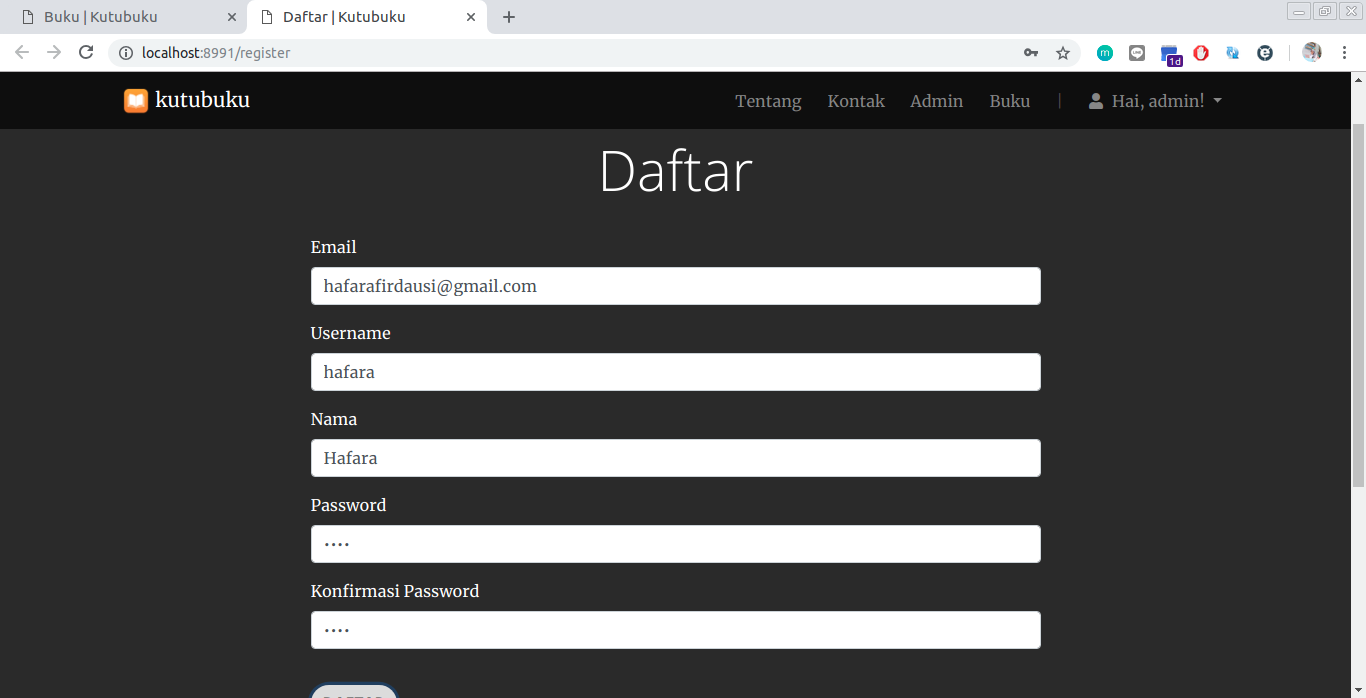 Buku | Kutubuku
Daftar | Kutubuku
localhost:8991/register
1d
kutubuku
Tentang
Kontak
Admin
Buku
|
Hai, admin!
Daftar
Email
hafarafirdausi@gmail.com
Username
hafara
Nama
Hafara
Password
••••
Konfirmasi Password
••••